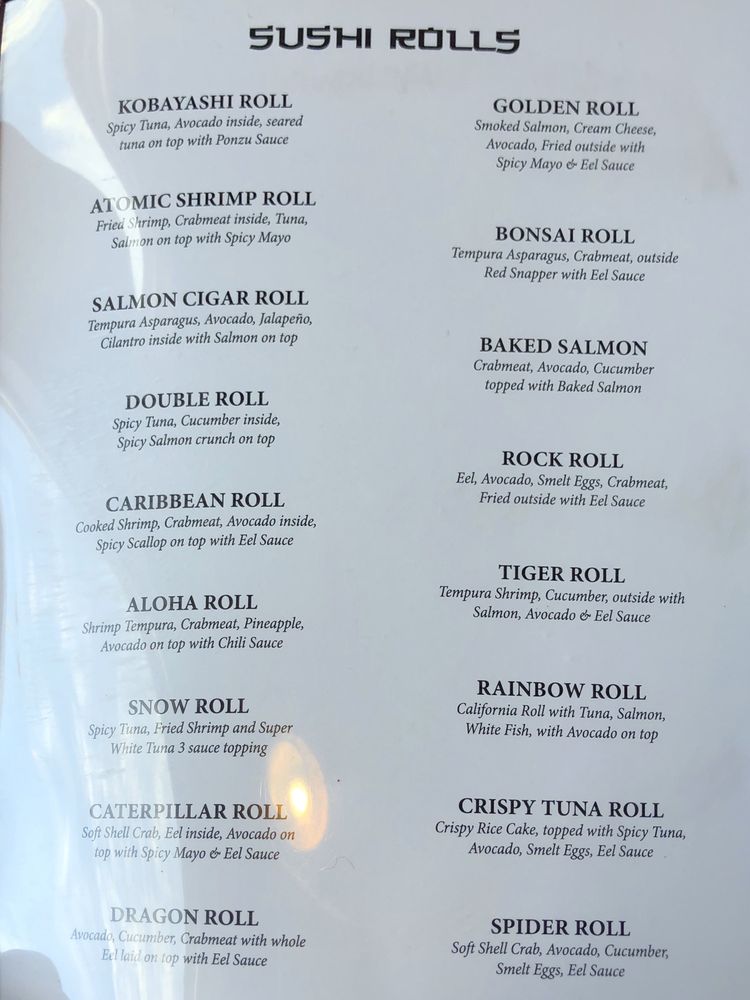 SUSHI ROLLS
KOBAYASHI ROLL
Spicy Tuna, Avocado inside, seared
tuna on top with Ponzu Sauce
ATOMIC SHRIMP ROLL
Fried Shrimp, Crabmeat inside, Tuna,
Salmon on top with Spicy Mayo
SALMON CIGAR ROLL
Tempura Asparagus, Avocado, Jalapeño,
Cilantro inside with Salmon on top
DOUBLE ROLL
Spicy Tuna, Cucumber inside,
Spicy Salmon crunch on top
CARIBBEAN ROLL
Cooked Shrimp, Crabmeat, Avocado inside,
Spicy Scallop on top with Eel Sauce
ALOHA ROLL
Shrimp Tempura, Crabmeat, Pineapple,
Avocado on top with Chili Sauce
SNOW ROLL
Spicy Tuna, Fried Shrimp and Super
White Tuna 3 sauce topping
CATERPILLAR ROLL
Soft Shell Crab, Eel inside, Avocado on
top with Spicy Mayo & Eel Sauce
DRAGON ROLL
Avocado, Cucumber, Crabmeat with whole
Eel laid on top with Eel Sauce
GOLDEN ROLL
Smoked Salmon, Cream Cheese,
Avocado, Fried outside with
Spicy Mayo & Eel Sauce
BONSAI ROLL
Tempura Asparagus, Crabmeat, outside
Red Snapper with Eel Sauce
BAKED SALMON
Crabmeat, Avocado, Cucumber
topped with Baked Salmon
ROCK ROLL
Eel, Avocado, Smelt Eggs, Crabmeat,
Fried outside with Eel Sauce
TIGER ROLL
Tempura Shrimp, Cucumber, outside with
Salmon, Avocado & Eel Sauce
RAINBOW ROLL
California Roll with Tuna, Salmon,
White Fish, with Avocado on top
CRISPY TUNA ROLL
Crispy Rice Cake, topped with Spicy Tuna,
Avocado, Smelt Eggs, Eel Sauce
SPIDER ROLL
Soft Shell Crab, Avocado, Cucumber,
Smelt Eggs, Eel Sauce